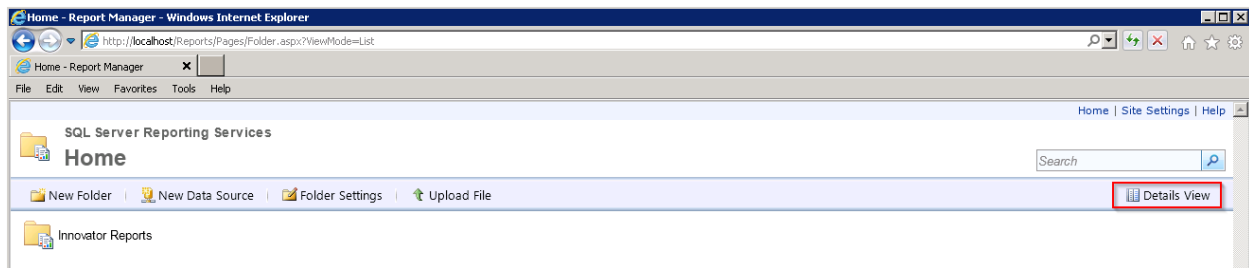 Home - Report Manager - Windows Internet Explorer
http://localhost/Reports/Pages/Folder.aspx?ViewMode=List
Home - Report Manager
File Edit View Favorites Tools Help
Home | Site Settings | Help
SQL Server Reporting Services
Home
Search
New Folder | New Data Source | Folder Settings | Upload File
Details View
Innovator Reports